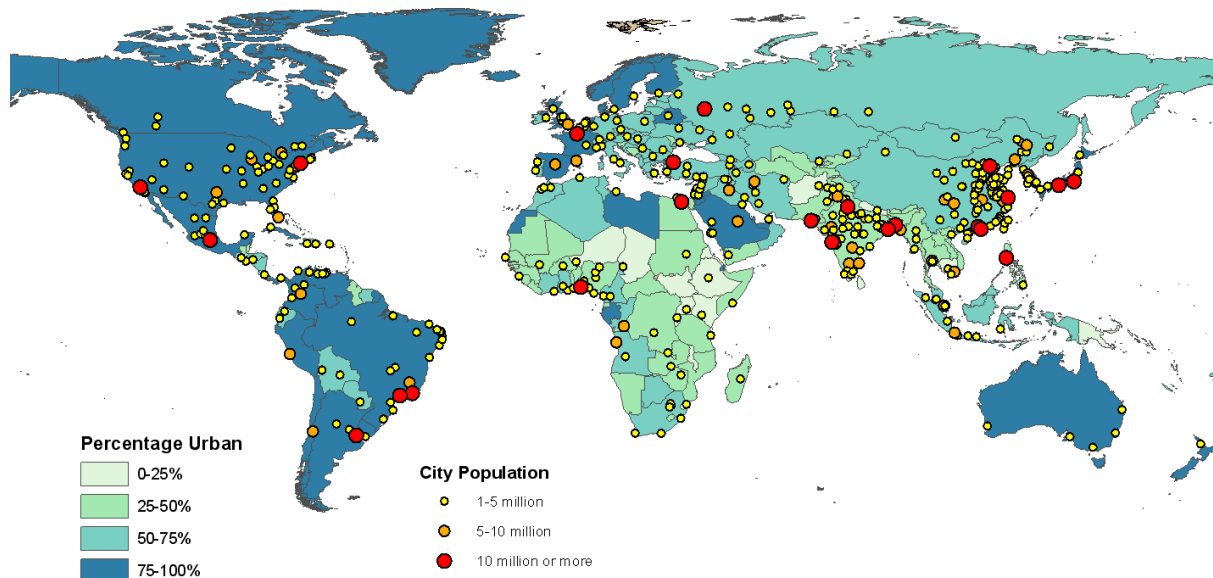 Percentage Urban
0-25%
25-50%
50-75%
75-100%
City Population
1-5 million
5-10 million
10 million or more